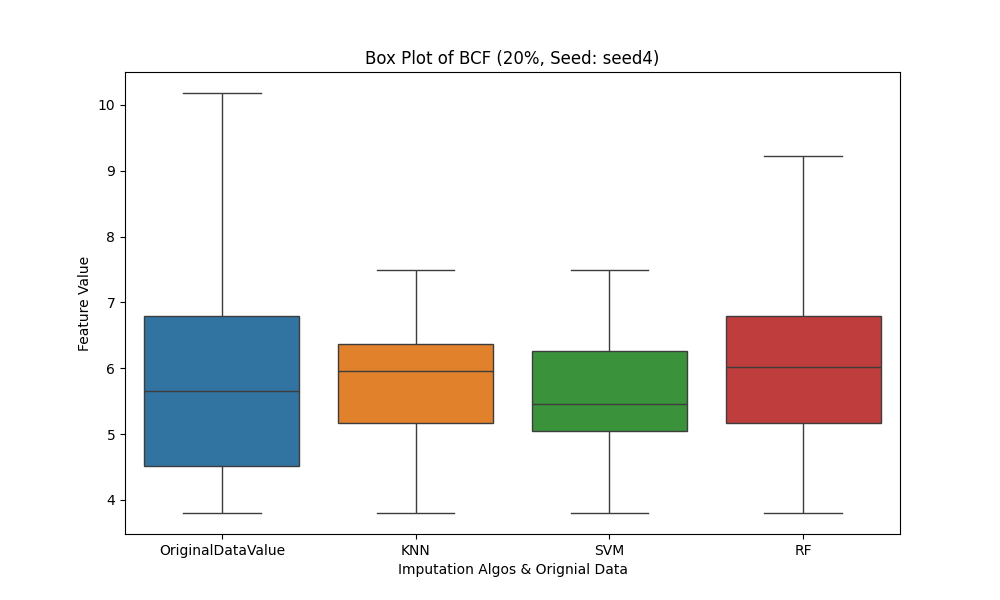 Box Plot of BCF (20%, Seed: seed4)
10
9
8
7
6
5
4
Feature Value
OriginalDataValue
KNN
SVM
RF
Imputation Algos & Orignial Data